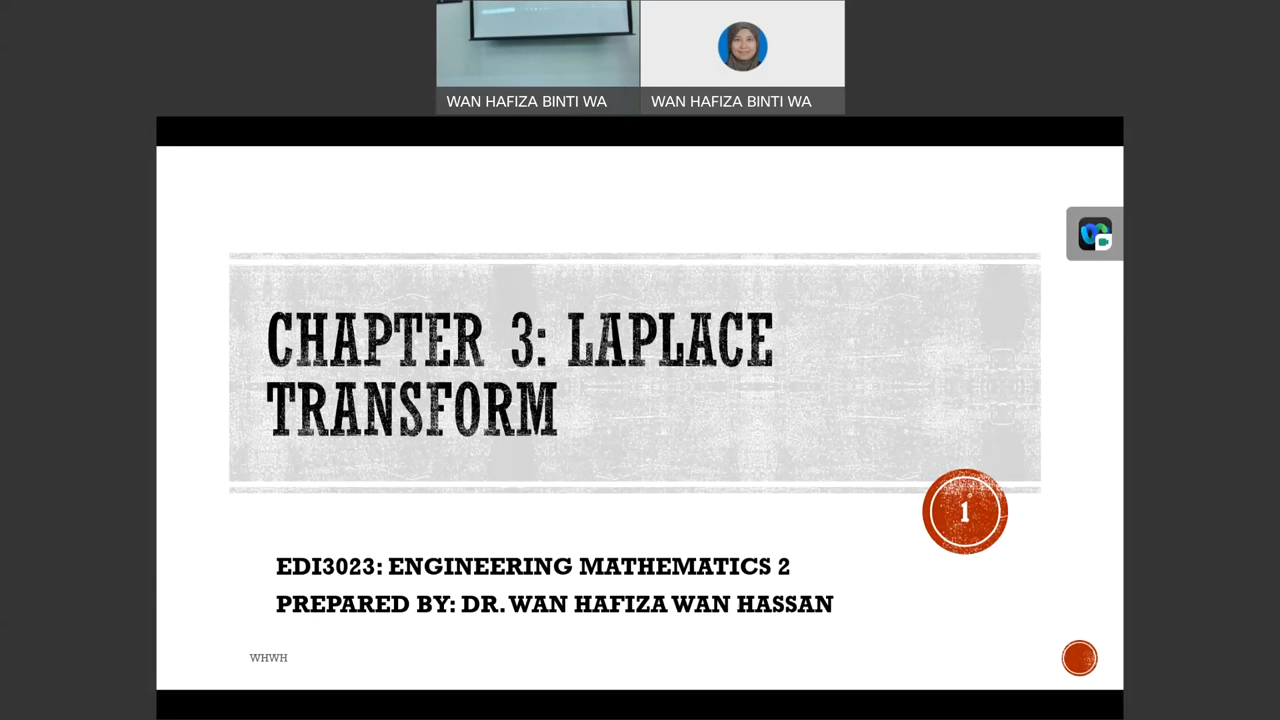 WAN HAFIZA BINTI WA
WAN HAFIZA BINTI WA
CHAPTER 3: LAPLACE
TRANSFORM
1
EDI3023: ENGINEERING MATHEMATICS 2
PREPARED BY: DR. WAN HAFIZA WAN HASSAN
WHWH